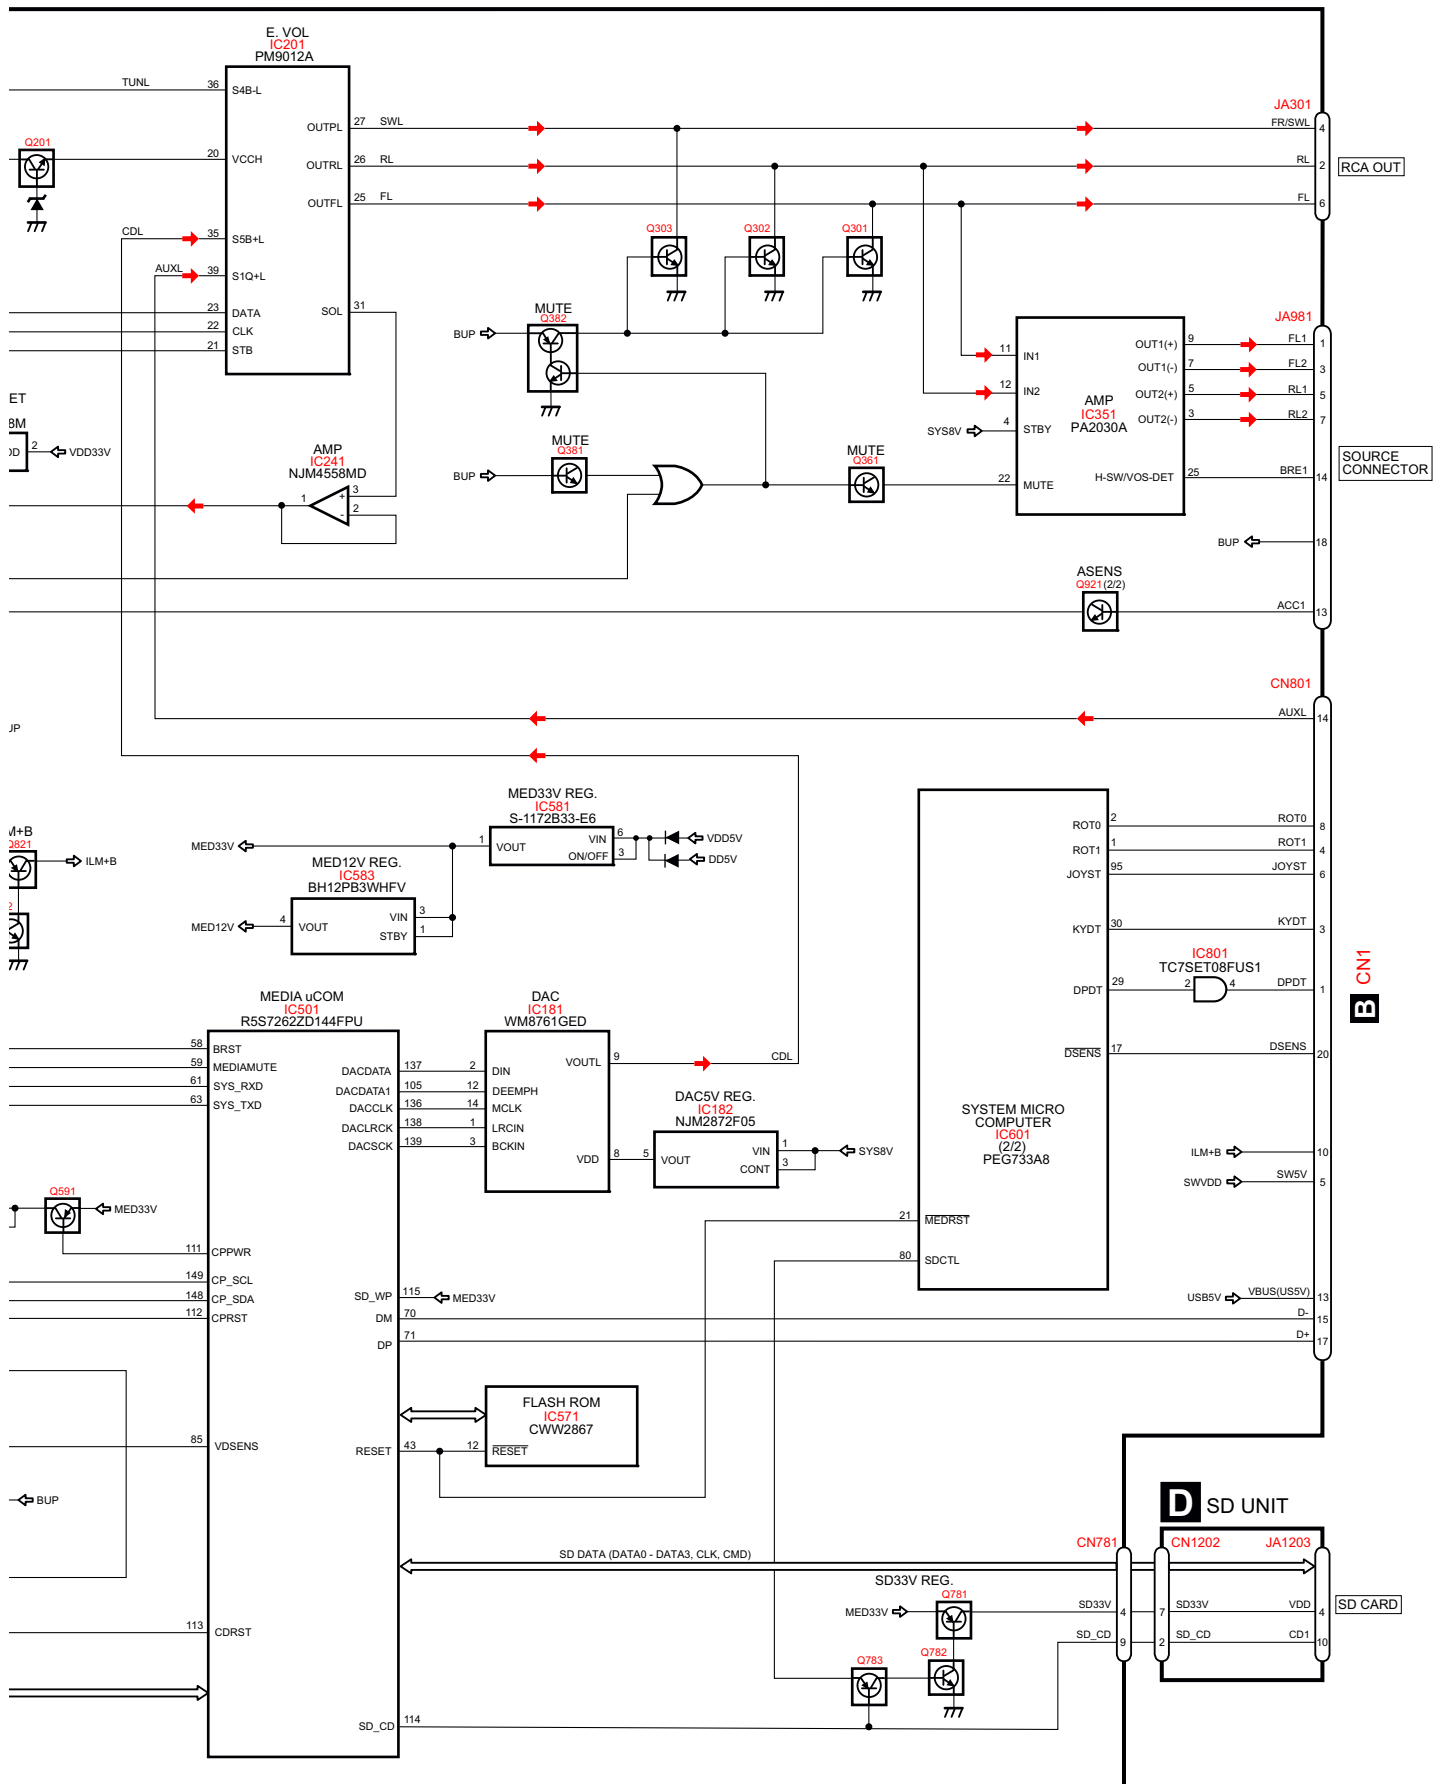 E. VOL
IC201
PM9012A
TUNL
36
S4B-L
JA301
FR/SWL
4
OUTPL
27
SWL
Q201
20
VCCH
OUTRL
26
RL
RL
2
RCA OUT
OUTFL
25
FL
FL
6
CDL
35
S5B+L
Q303
Q302
Q301
AUXL
39
S1Q+L
23
DATA
SOL
31
22
CLK
21
STB
MUTE
Q382
BUP
JA981
11
IN1
OUT1(+)
9
FL1
1
OUT1(-)
7
FL2
3
12
IN2
OUT2(+)
5
RL1
5
AMP
IC351
PA2030A
OUT2(-)
3
RL2
7
SYS8V
4
STBY
ET
8M
2
VDD33V
AMP
IC241
NJM4558MD
1
3
+
2
-
BUP
MUTE
Q381
MUTE
Q361
22
MUTE
H-SW/VOS-DET
25
BRE1
14
SOURCE
CONNECTOR
BUP
18
ASENS
Q921(2/2)
ACC1
13
CN801
AUXL
14
JP
MED33V REG.
IC581
S-1172B33-E6
1
VOUT
VIN
6
ON/OFF
3
VDD5V
DD5V
MED33V
M+B
Q821
ILM+B
2
MED12V REG.
IC583
BH12PB3WHFV
MED12V
4
VOUT
VIN
3
STBY
1
ROT0
2
ROT0
8
ROT1
1
ROT1
4
JOYST
95
JOYST
6
KYDT
30
KYDT
3
IC801
TC7SET08FUS1
DPDT
29
2
4
DPDT
1
B
CN1
DSENS
17
DSENS
20
SYSTEM MICRO
COMPUTER
IC601
(2/2)
PEG733A8
MEDIA uCOM
IC501
R5S7262ZD144FPU
DAC
IC181
WM8761GED
58
BRST
59
MEDIAMUTE
61
SYS_RXD
63
SYS_TXD
DACDATA
137
2
DIN
DACDATA1
105
12
DEEMPH
DACCLK
136
14
MCLK
DACLRCK
138
1
LRCIN
DACSCK
139
3
BCKIN
VOUTL
9
CDL
VDD
8
DAC5V REG.
IC182
NJM2872F05
5
VOUT
VIN
1
CONT
3
SYS8V
ILM+B
10
SWVDD
SW5V
5
Q591
MED33V
21
MEDRST
80
SDCTL
111
CPPWR
149
CP_SCL
148
CP_SDA
112
CPRST
SD_WP
115
MED33V
DM
70
DP
71
USB5V
VBUS(US5V)
13
D-
15
D+
17
FLASH ROM
IC571
CWW2867
12
RESET
85
VDSENS
RESET
43
BUP
D
SD UNIT
CN781
CN1202
JA1203
SD DATA (DATA0 - DATA3, CLK, CMD)
SD33V REG.
Q781
MED33V
SD33V
4
7
SD33V
VDD
4
SD CARD
SD_CD
9
2
SD_CD
CD1
10
Q783
Q782
113
CDRST
SD_CD
114